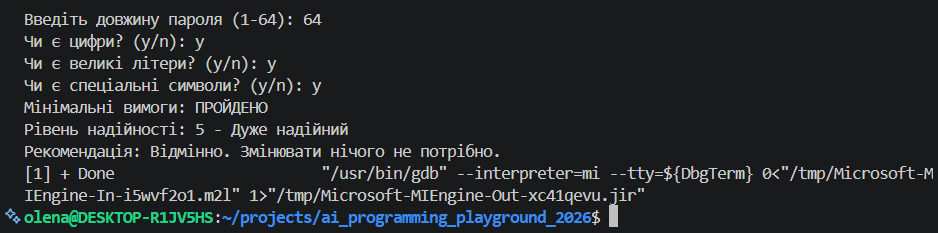 Введіть довжину пароля (1-64): 64
Чи є цифри? (y/n): y
Чи є великі літери? (y/n): y
Чи є спеціальні символи? (y/n): y
Мінімальні вимоги: ПРОЙДЕНО
Рівень надійності: 5 - Дуже надійний
Рекомендація: Відмінно. Змінювати нічого не потрібно.
[1] + Done                       "/usr/bin/gdb" --interpreter=mi --tty=${DbgTerm} 0<"/tmp/Microsoft-M
IEngine-In-i5wvf2o1.m2l" 1>"/tmp/Microsoft-MIEngine-Out-xc41qevu.jir"
olena@DESKTOP-R1JV5HS:~/projects/ai_programming_playground_2026$